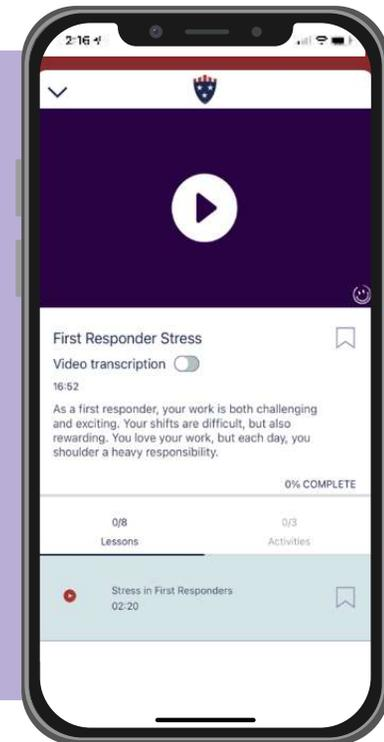 2:16
First Responder Stress
Video transcription
16:52
As a first responder, your work is both challenging
and exciting. Your shifts are difficult, but also
rewarding. You love your work, but each day, you
shoulder a heavy responsibility.
0% COMPLETE
0/8
Lessons
0/3
Activities
Stress in First Responders
02:20